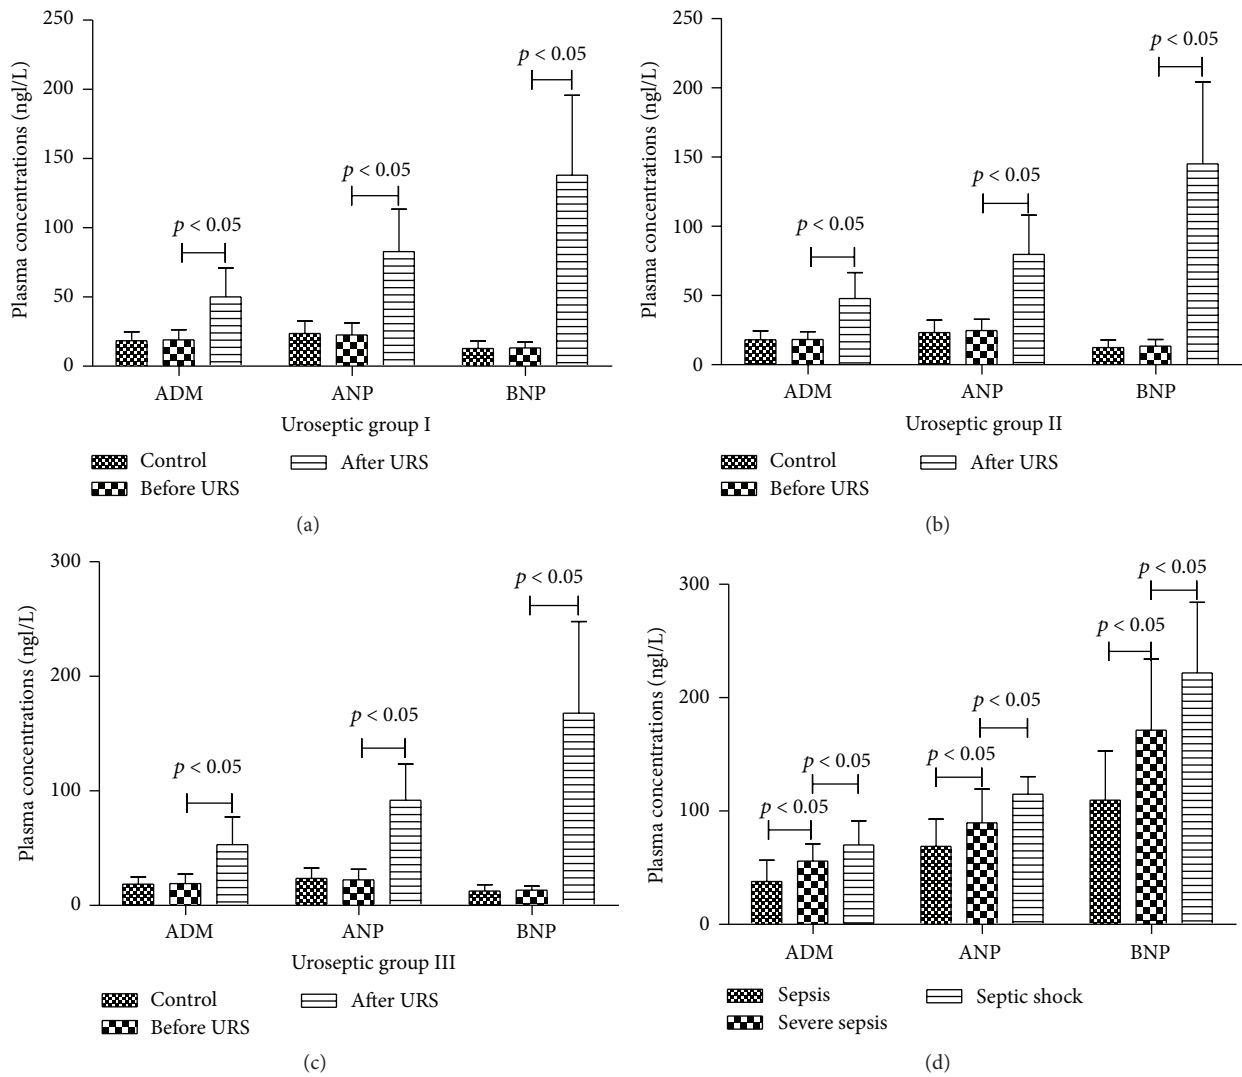 250
200
150
100
50
0
Plasma concentrations (ngl/L)
p < 0.05
p < 0.05
p < 0.05
ADM
ANP
BNP
Uroseptic group I
Control
After URS
Before URS
(a)
250
200
150
100
50
0
Plasma concentrations (ngl/L)
p < 0.05
p < 0.05
p < 0.05
ADM
ANP
BNP
Uroseptic group II
Control
After URS
Before URS
(b)
300
200
100
0
Plasma concentrations (ngl/L)
p < 0.05
p < 0.05
p < 0.05
ADM
ANP
BNP
Uroseptic group III
Control
After URS
Before URS
(c)
300
200
100
0
Plasma concentrations (ngl/L)
p < 0.05
p < 0.05
p < 0.05
p < 0.05
p < 0.05
p < 0.05
ADM
ANP
BNP
Sepsis
Septic shock
Severe sepsis
(d)